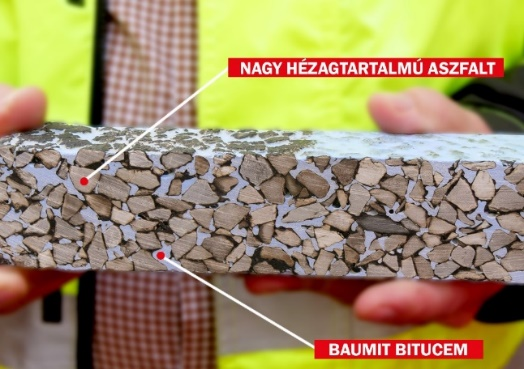 NAGY HÉZAGTARTALMÚ ASZFALT
BAUMIT BITUCEM